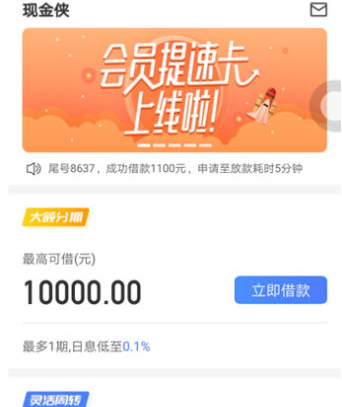 现金侠
会员提速卡
上线啦!
尾号8637，成功借款1100元，申请至放款耗时5分钟
大额分期
最高可借(元)
10000.00
立即借款
最多1期,日息低至0.1%
灵活周转